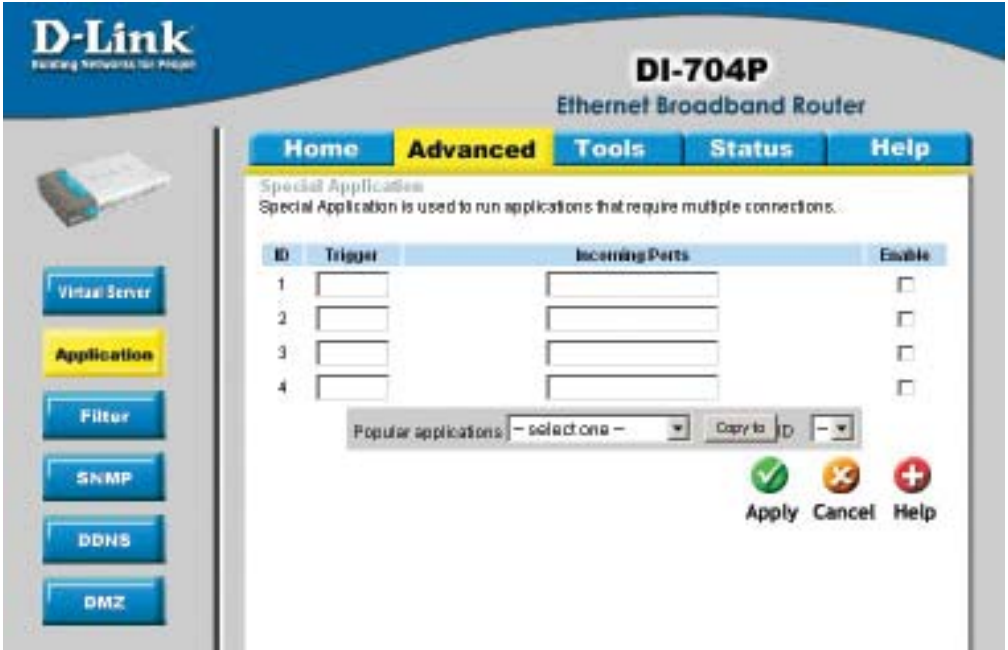 D-Link
Building Networks for People
DI-704P
Ethernet Broadband Router
Home Advanced Tools Status Help
Special Application
Special Application is used to run applications that require multiple connections.
ID Trigger Incoming Ports Enable
1
2
3
4
Popular applications -- select one -- Copy to ID --
Apply Cancel Help
Virtual Server
Application
Filter
SNMP
DDNS
DMZ